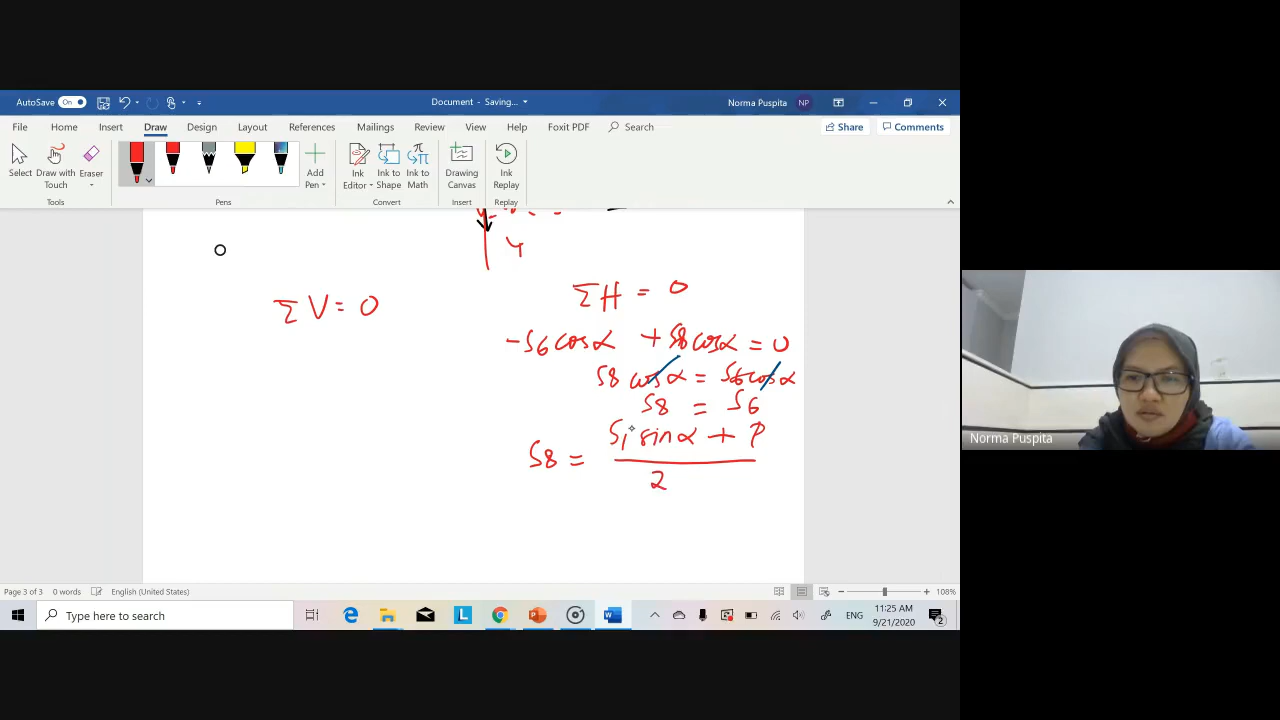 AutoSave On
Document - Saving...
Norma Puspita NP
File Home Insert Draw Design Layout References Mailings Review View Help Foxit PDF Search
Share Comments
Select
Draw with Touch
Eraser
Add Pen
Ink Editor
Ink to Shape
Ink to Math
Drawing Canvas
Ink Replay
Tools Pens Convert Insert Replay
4
Σ V = 0
Σ H = 0
-S6 cos α + S8 cos α = 0
S8 cos α = S6 cos α
S8 = S6
S8 = S1 sin α + P
2
Norma Puspita
Page 3 of 3 0 words English (United States) 108%
Type here to search
ENG
11:25 AM
9/21/2020
2